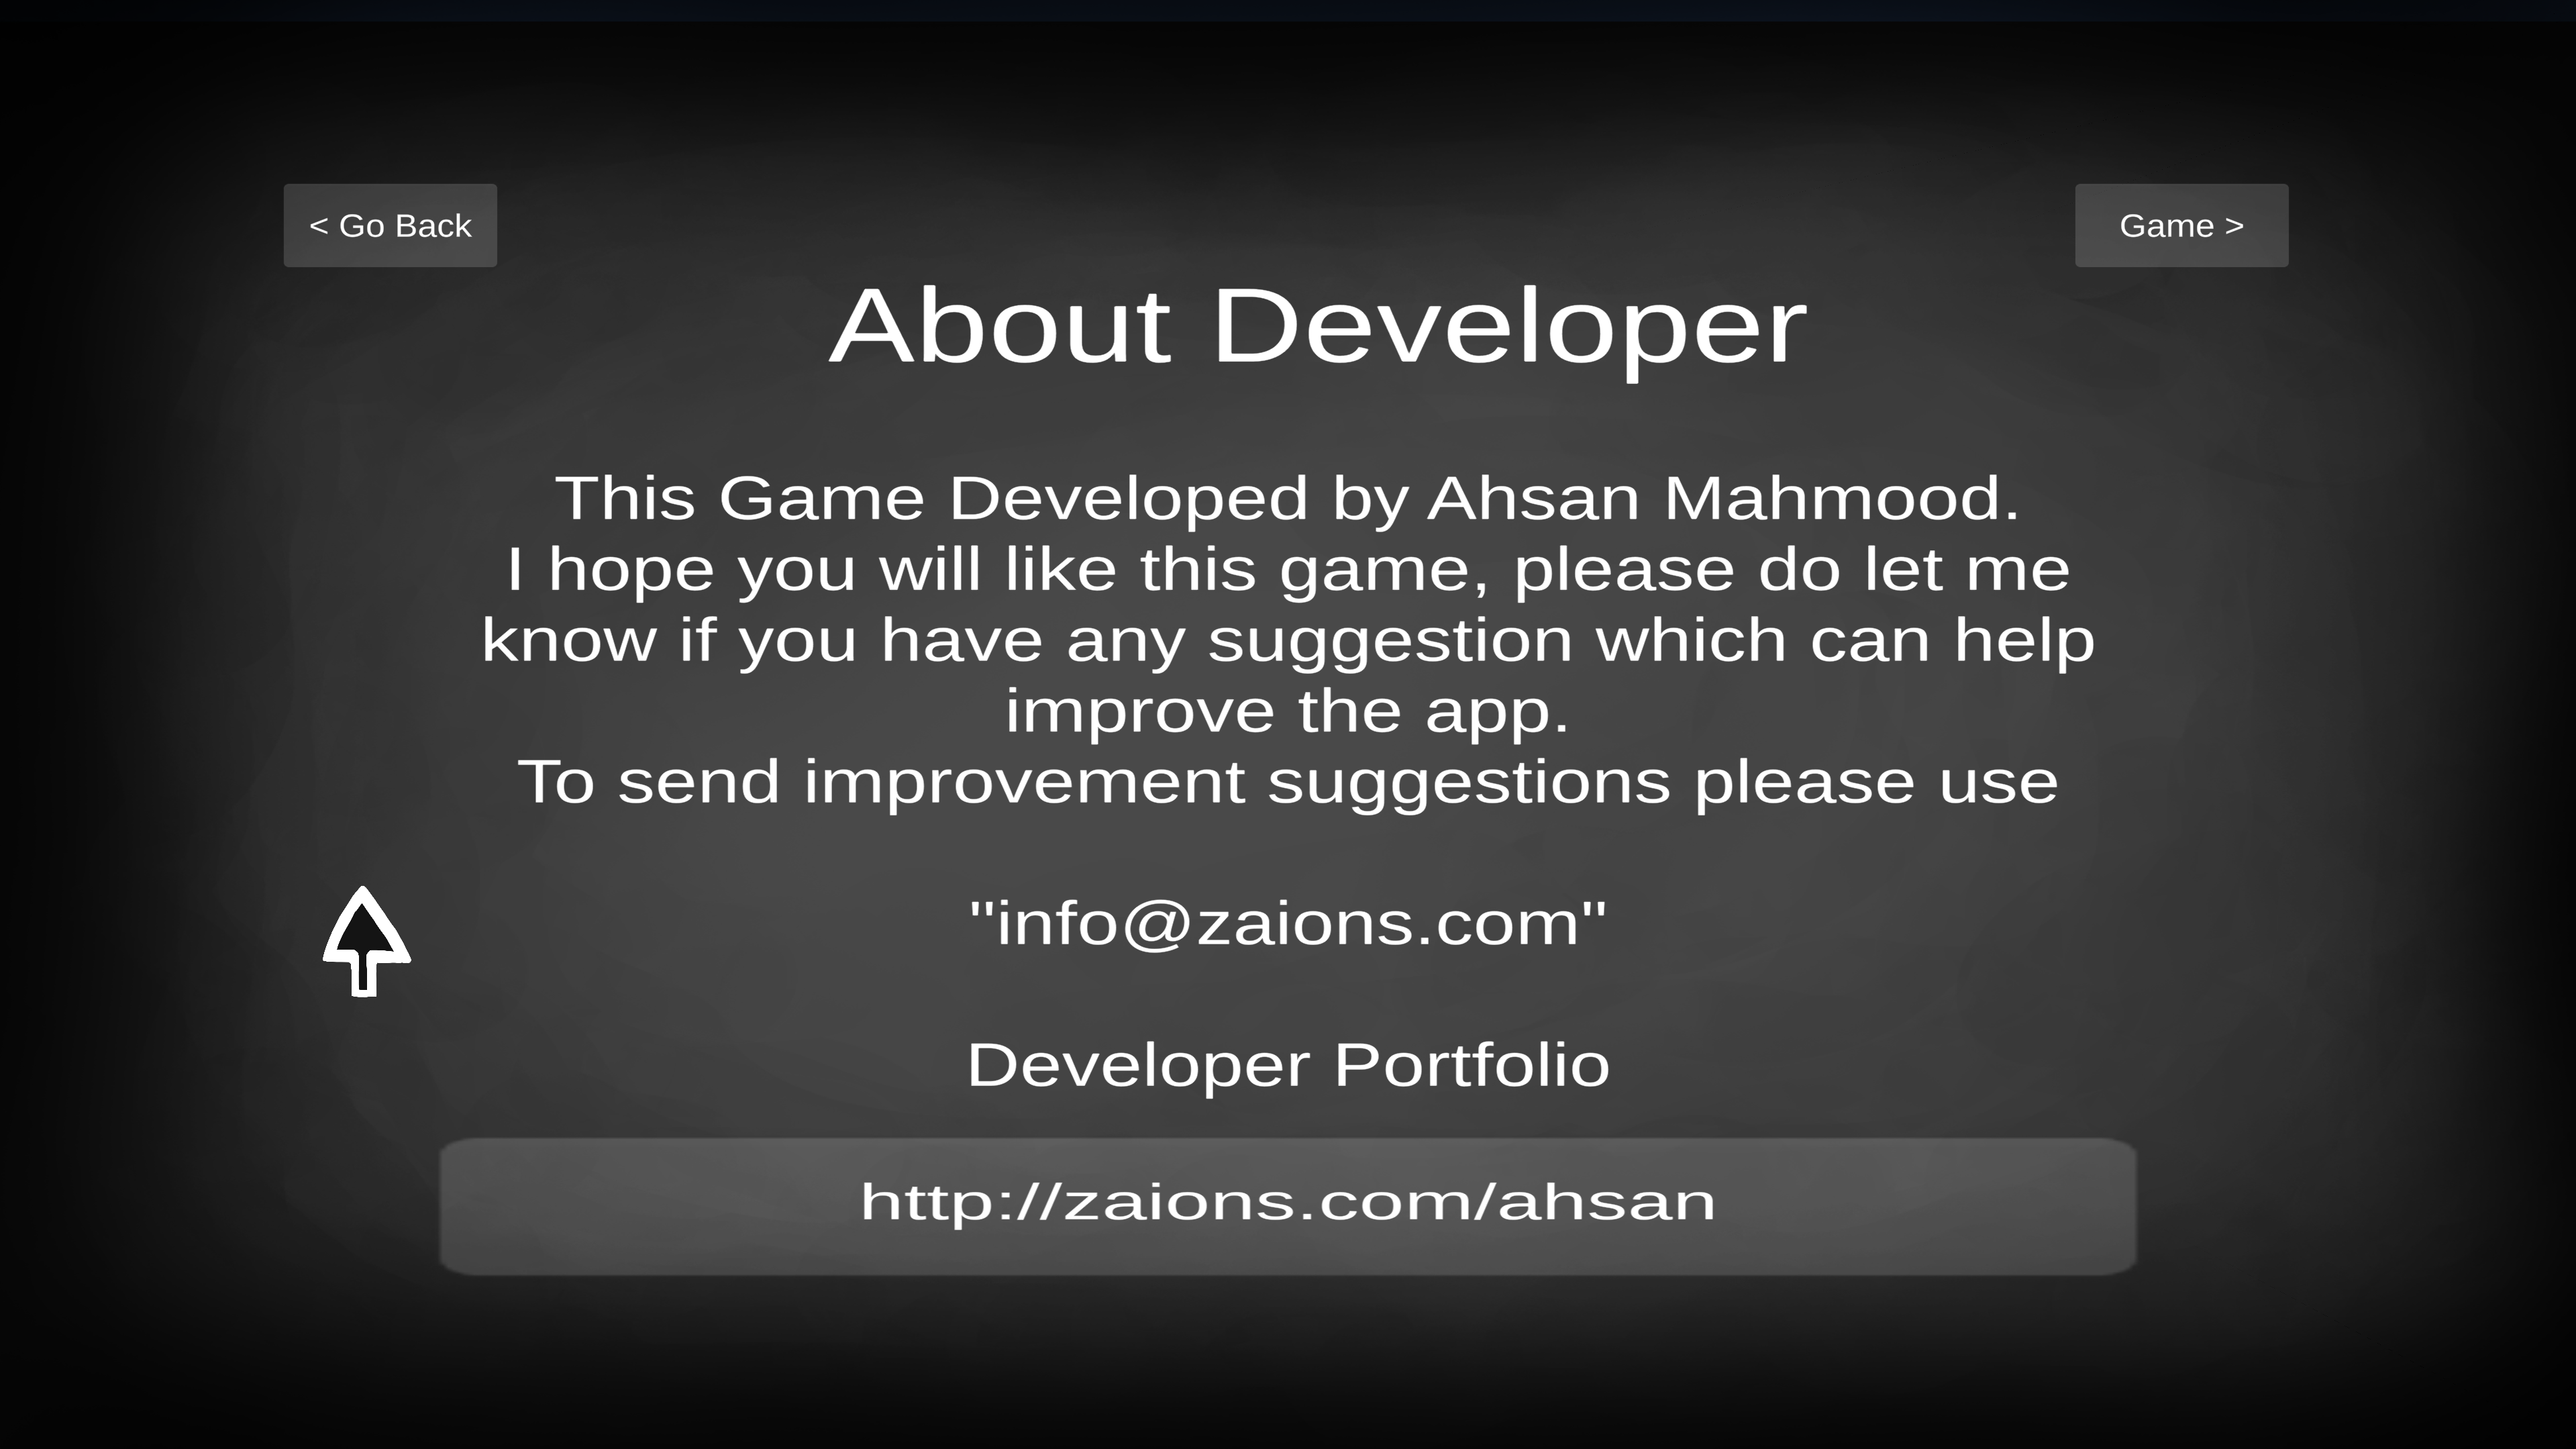 < Go Back
Game >
About Developer
This Game Developed by Ahsan Mahmood.
I hope you will like this game, please do let me
know if you have any suggestion which can help
improve the app.
To send improvement suggestions please use
"info@zaions.com"
Developer Portfolio
http://zaions.com/ahsan